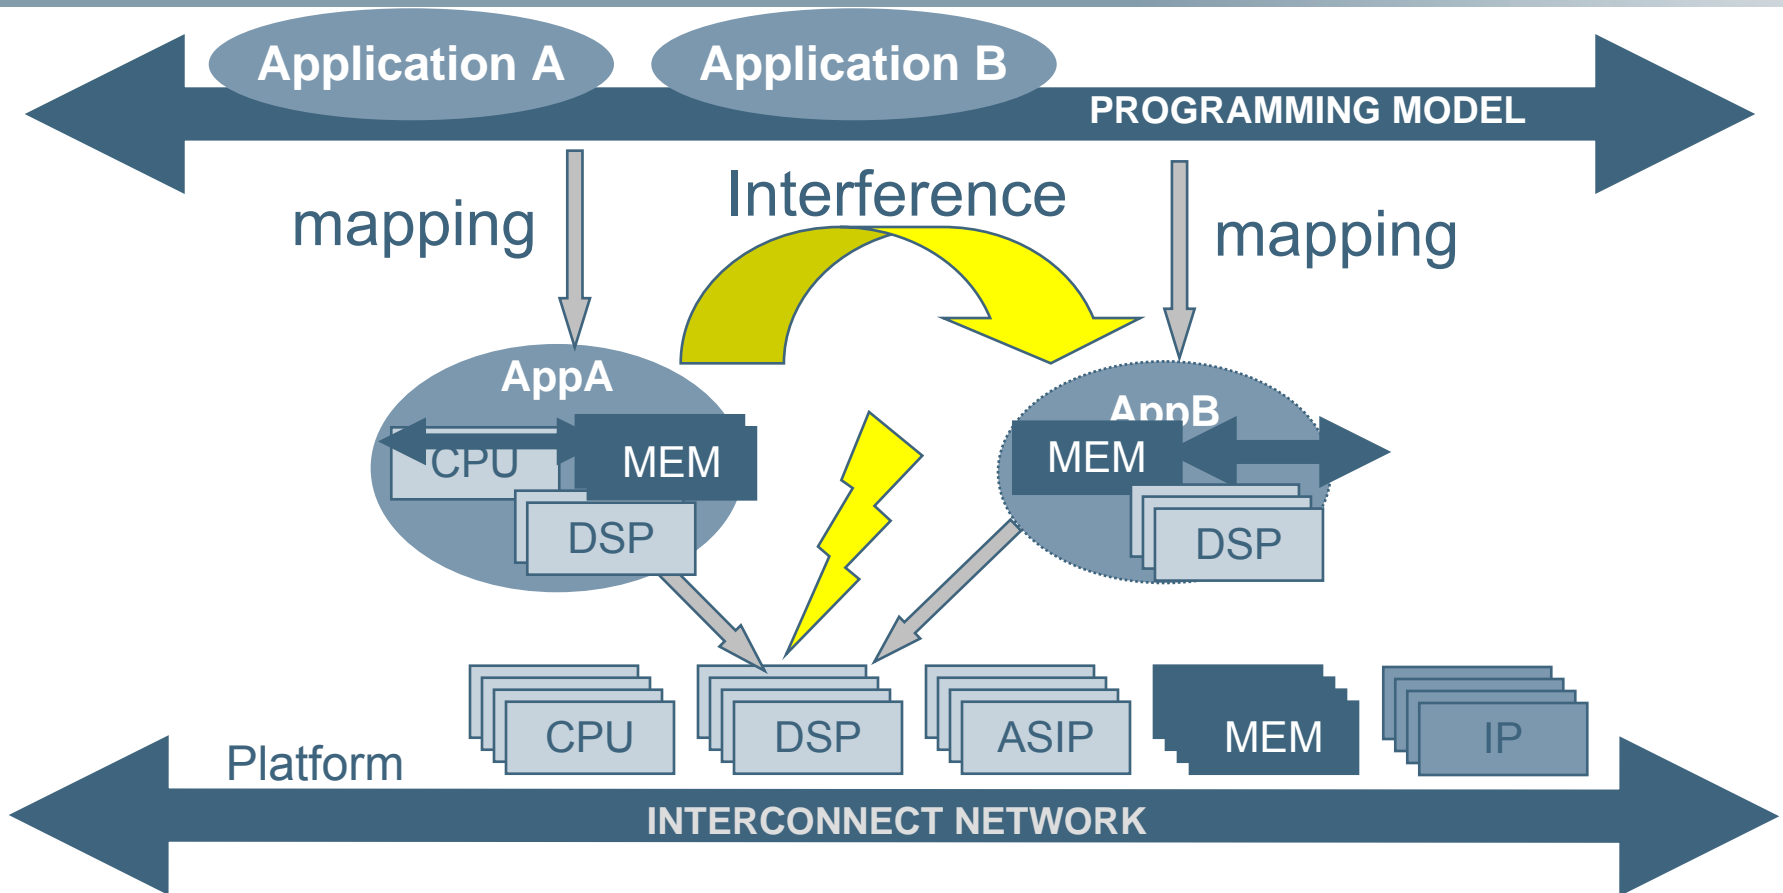 Application A
Application B
PROGRAMMING MODEL
Interference
mapping
mapping
AppA
AppB
CPU
MEM
MEM
DSP
DSP
CPU
DSP
ASIP
MEM
IP
Platform
INTERCONNECT NETWORK